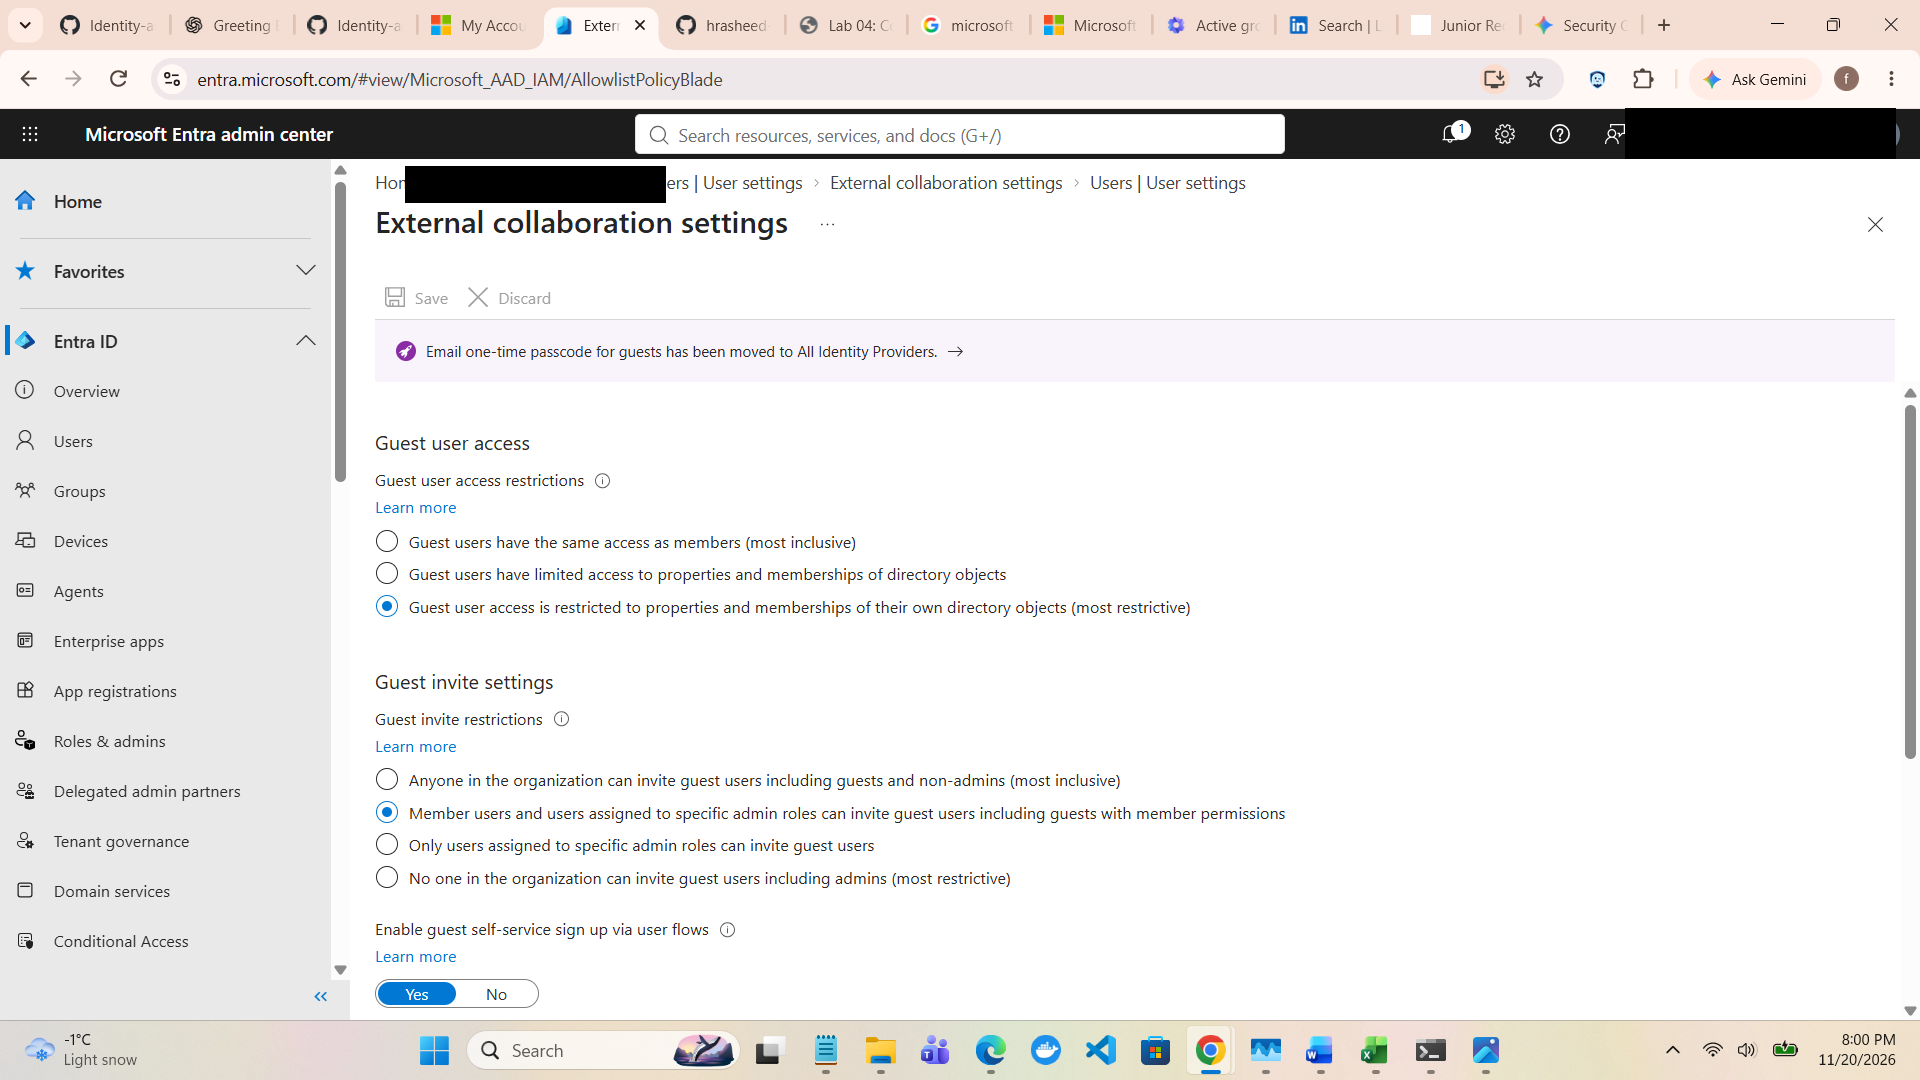 Identity-a
Greeting E
Identity-a
My Accou
Extern
hrasheed-
Lab 04: Cr
microsoft
Microsoft
Active gro
Search | L
Junior Rec
Security C
entra.microsoft.com/#view/Microsoft_AAD_IAM/AllowlistPolicyBlade
Ask Gemini
f
Microsoft Entra admin center
Search resources, services, and docs (G+/)
1
Home
Favorites
Entra ID
Overview
Users
Groups
Devices
Agents
Enterprise apps
App registrations
Roles & admins
Delegated admin partners
Tenant governance
Domain services
Conditional Access
Hor ers | User settings > External collaboration settings > Users | User settings
External collaboration settings ...
Save Discard
Email one-time passcode for guests has been moved to All Identity Providers. →
Guest user access
Guest user access restrictions
Learn more
Guest users have the same access as members (most inclusive)
Guest users have limited access to properties and memberships of directory objects
Guest user access is restricted to properties and memberships of their own directory objects (most restrictive)
Guest invite settings
Guest invite restrictions
Learn more
Anyone in the organization can invite guest users including guests and non-admins (most inclusive)
Member users and users assigned to specific admin roles can invite guest users including guests with member permissions
Only users assigned to specific admin roles can invite guest users
No one in the organization can invite guest users including admins (most restrictive)
Enable guest self-service sign up via user flows
Learn more
Yes No
-1°C
Light snow
Search
8:00 PM
11/20/2026